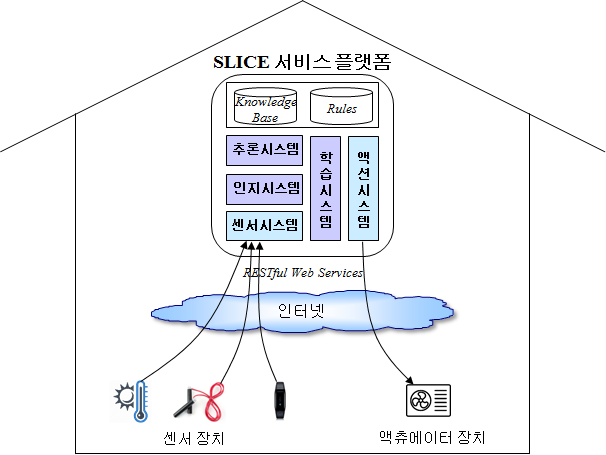 SLICE 서비스 플랫폼
Knowledge
Base
Rules
추론시스템
인지시스템
센서시스템
학습시스템
액션시스템
RESTful Web Services
인터넷
센서 장치
액츄에이터 장치